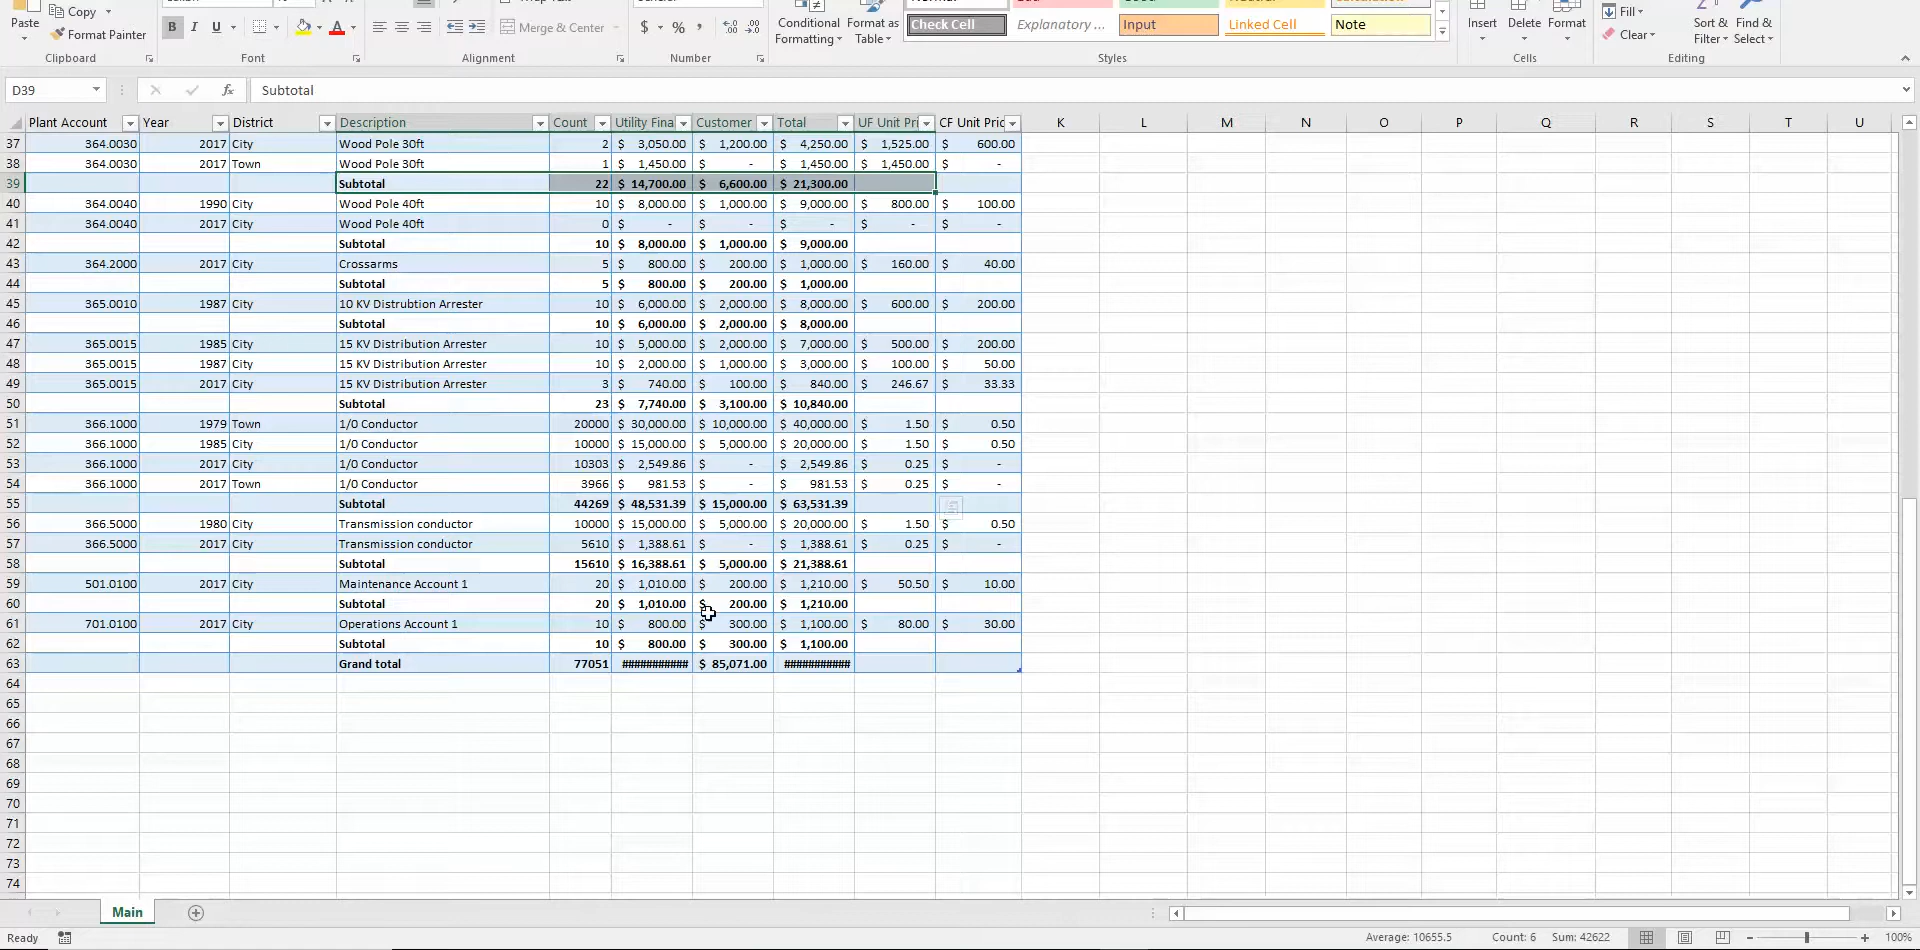 Paste
Copy
Format Painter
Clipboard
B I U
Font
Wrap Text
Merge & Center
Alignment
$ % ,
Number
Conditional Formatting
Format as Table
Check Cell
Explanatory ...
Input
Linked Cell
Note
Styles
Insert
Delete
Format
Cells
Fill
Clear
Sort & Filter
Find & Select
Editing
D39 fx Subtotal
Plant Account Year District Description Count Utility Fina Customer Total UF Unit Pri CF Unit Pric K L M N O P Q R S T U
37 364.0030 2017 City Wood Pole 30ft 2 $ 3,050.00 $ 1,200.00 $ 4,250.00 $ 1,525.00 $ 600.00
38 364.0030 2017 Town Wood Pole 30ft 1 $ 1,450.00 $ - $ 1,450.00 $ 1,450.00 $ -
39 Subtotal 22 $ 14,700.00 $ 6,600.00 $ 21,300.00
40 364.0040 1990 City Wood Pole 40ft 10 $ 8,000.00 $ 1,000.00 $ 9,000.00 $ 800.00 $ 100.00
41 364.0040 2017 City Wood Pole 40ft 0 $ - $ - $ - $ - $ -
42 Subtotal 10 $ 8,000.00 $ 1,000.00 $ 9,000.00
43 364.2000 2017 City Crossarms 5 $ 800.00 $ 200.00 $ 1,000.00 $ 160.00 $ 40.00
44 Subtotal 5 $ 800.00 $ 200.00 $ 1,000.00
45 365.0010 1987 City 10 KV Distrubtion Arrester 10 $ 6,000.00 $ 2,000.00 $ 8,000.00 $ 600.00 $ 200.00
46 Subtotal 10 $ 6,000.00 $ 2,000.00 $ 8,000.00
47 365.0015 1985 City 15 KV Distribution Arrester 10 $ 5,000.00 $ 2,000.00 $ 7,000.00 $ 500.00 $ 200.00
48 365.0015 1987 City 15 KV Distribution Arrester 10 $ 2,000.00 $ 1,000.00 $ 3,000.00 $ 100.00 $ 50.00
49 365.0015 2017 City 15 KV Distribution Arrester 3 $ 740.00 $ 100.00 $ 840.00 $ 246.67 $ 33.33
50 Subtotal 23 $ 7,740.00 $ 3,100.00 $ 10,840.00
51 366.1000 1979 Town 1/0 Conductor 20000 $ 30,000.00 $ 10,000.00 $ 40,000.00 $ 1.50 $ 0.50
52 366.1000 1985 City 1/0 Conductor 10000 $ 15,000.00 $ 5,000.00 $ 20,000.00 $ 1.50 $ 0.50
53 366.1000 2017 City 1/0 Conductor 10303 $ 2,549.86 $ - $ 2,549.86 $ 0.25 $ -
54 366.1000 2017 Town 1/0 Conductor 3966 $ 981.53 $ - $ 981.53 $ 0.25 $ -
55 Subtotal 44269 $ 48,531.39 $ 15,000.00 $ 63,531.39
56 366.5000 1980 City Transmission conductor 10000 $ 15,000.00 $ 5,000.00 $ 20,000.00 $ 1.50 $ 0.50
57 366.5000 2017 City Transmission conductor 5610 $ 1,388.61 $ - $ 1,388.61 $ 0.25 $ -
58 Subtotal 15610 $ 16,388.61 $ 5,000.00 $ 21,388.61
59 501.0100 2017 City Maintenance Account 1 20 $ 1,010.00 $ 200.00 $ 1,210.00 $ 50.50 $ 10.00
60 Subtotal 20 $ 1,010.00 $ 200.00 $ 1,210.00
61 701.0100 2017 City Operations Account 1 10 $ 800.00 $ 300.00 $ 1,100.00 $ 80.00 $ 30.00
62 Subtotal 10 $ 800.00 $ 300.00 $ 1,100.00
63 Grand total 77051 ########### $ 85,071.00 ###########
64
65
66
67
68
69
70
71
72
73
74
Main
Ready Average: 10655.5 Count: 6 Sum: 42622 100%